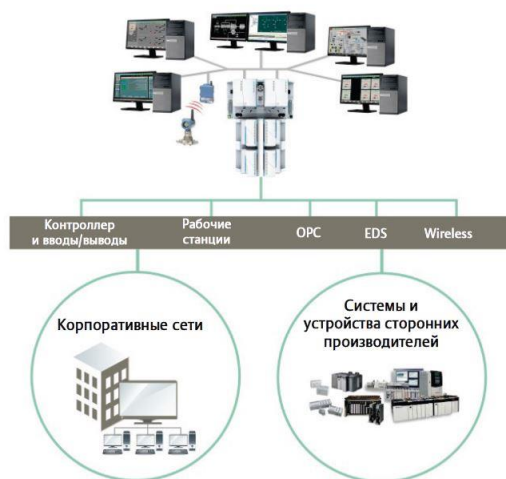 Контроллер
и вводы/выводы
Рабочие
станции
OPC
EDS
Wireless
Корпоративные сети
Системы и
устройства сторонних
производителей